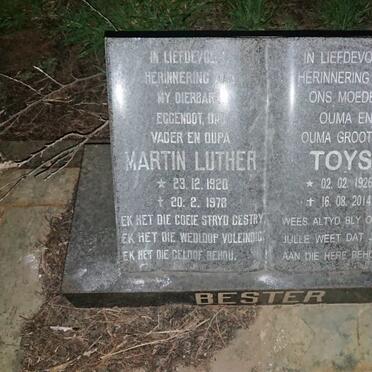 IN LIEFDEVOLLE
HERINNERING AAN
MY DIERBARE
EGGENOOT, ONS
VADER EN OUPA
MARTIN LUTHER
★ 23. 12. 1920
✝ 20. 2. 1978
EK HET DIE GOEIE STRYD GESTRY,
EK HET DIE WEDLOOP VOLEINDIG,
EK HET DIE GELOOF BEHOU.
IN LIEFDEVO
HERINNERING
ONS MOEDE
OUMA EN
OUMA GROOT
TOYS
★ 02. 02. 1926
✝ 16. 08. 2014
WEES ALTYD BLY O
JULLE WEET DAT J
AAN DIE HERE BEHO
BESTER